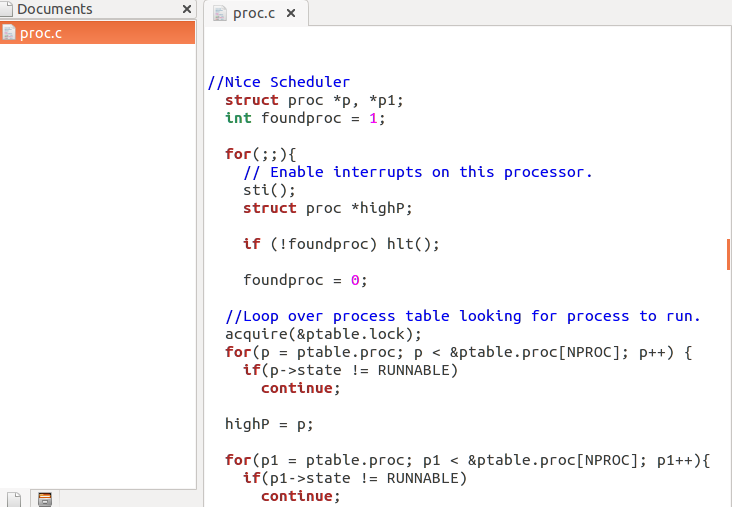 Documents
proc.c
proc.c
//Nice Scheduler
struct proc *p, *p1;
int foundproc = 1;
for(;;){
// Enable interrupts on this processor.
sti();
struct proc *highP;
if (!foundproc) hlt();
foundproc = 0;
//Loop over process table looking for process to run.
acquire(&ptable.lock);
for(p = ptable.proc; p < &ptable.proc[NPROC]; p++) {
if(p->state != RUNNABLE)
continue;
highP = p;
for(p1 = ptable.proc; p1 < &ptable.proc[NPROC]; p1++){
if(p1->state != RUNNABLE)
continue;